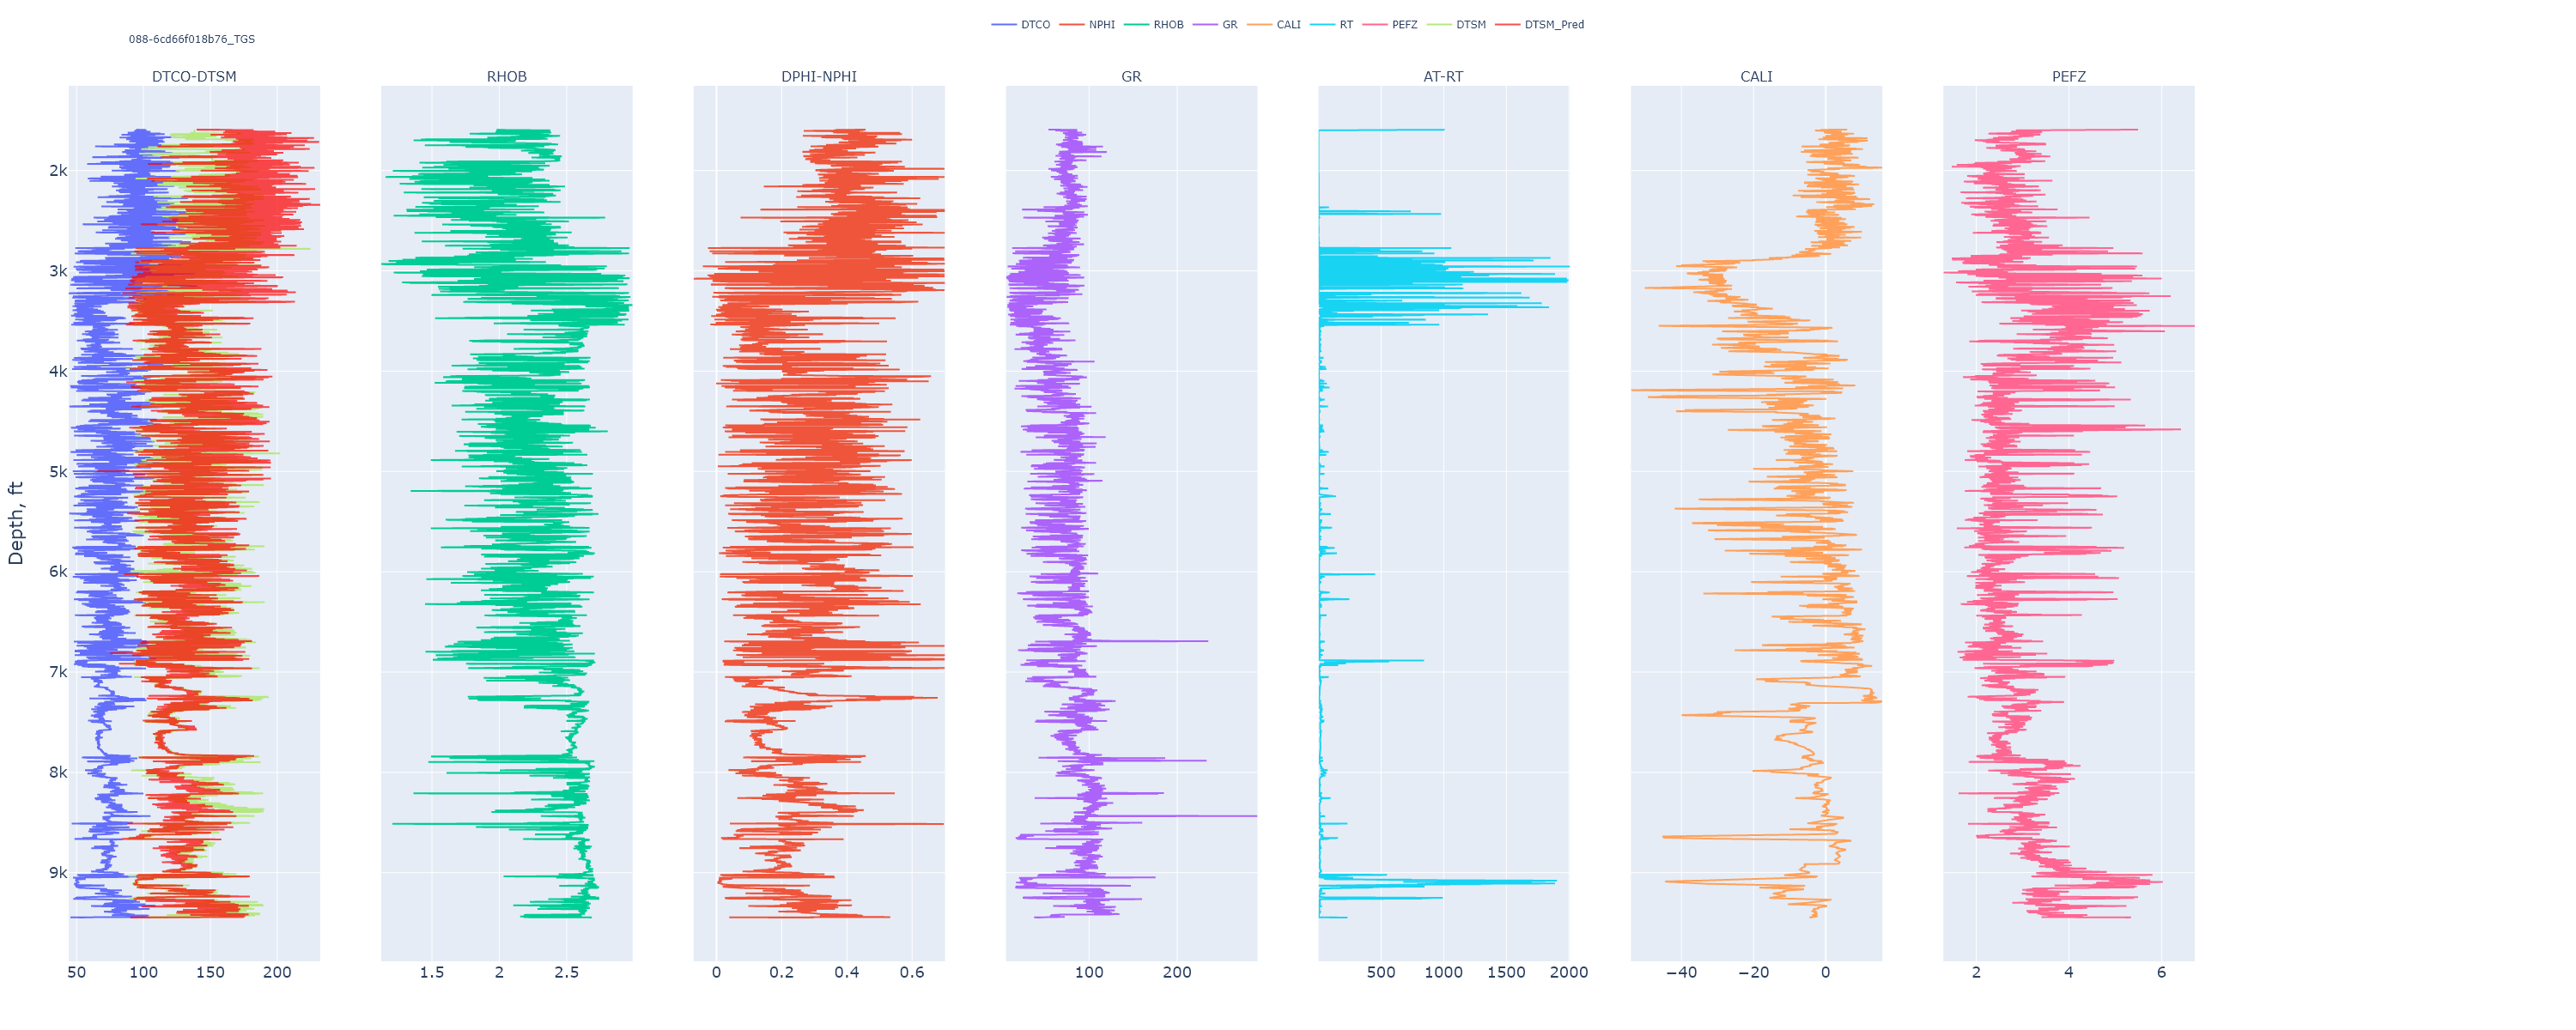 DTCO NPHI RHOB GR CALI RT PEFZ DTSM DTSM_Pred
088-6cd66f018b76_TGS
DTCO-DTSM RHOB DPHI-NPHI GR AT-RT CALI PEFZ
2k
3k
4k
5k
6k
7k
8k
9k
Depth, ft
50 100 150 200 1.5 2 2.5 0 0.2 0.4 0.6 100 200 500 1000 1500 2000 −40 −20 0 2 4 6